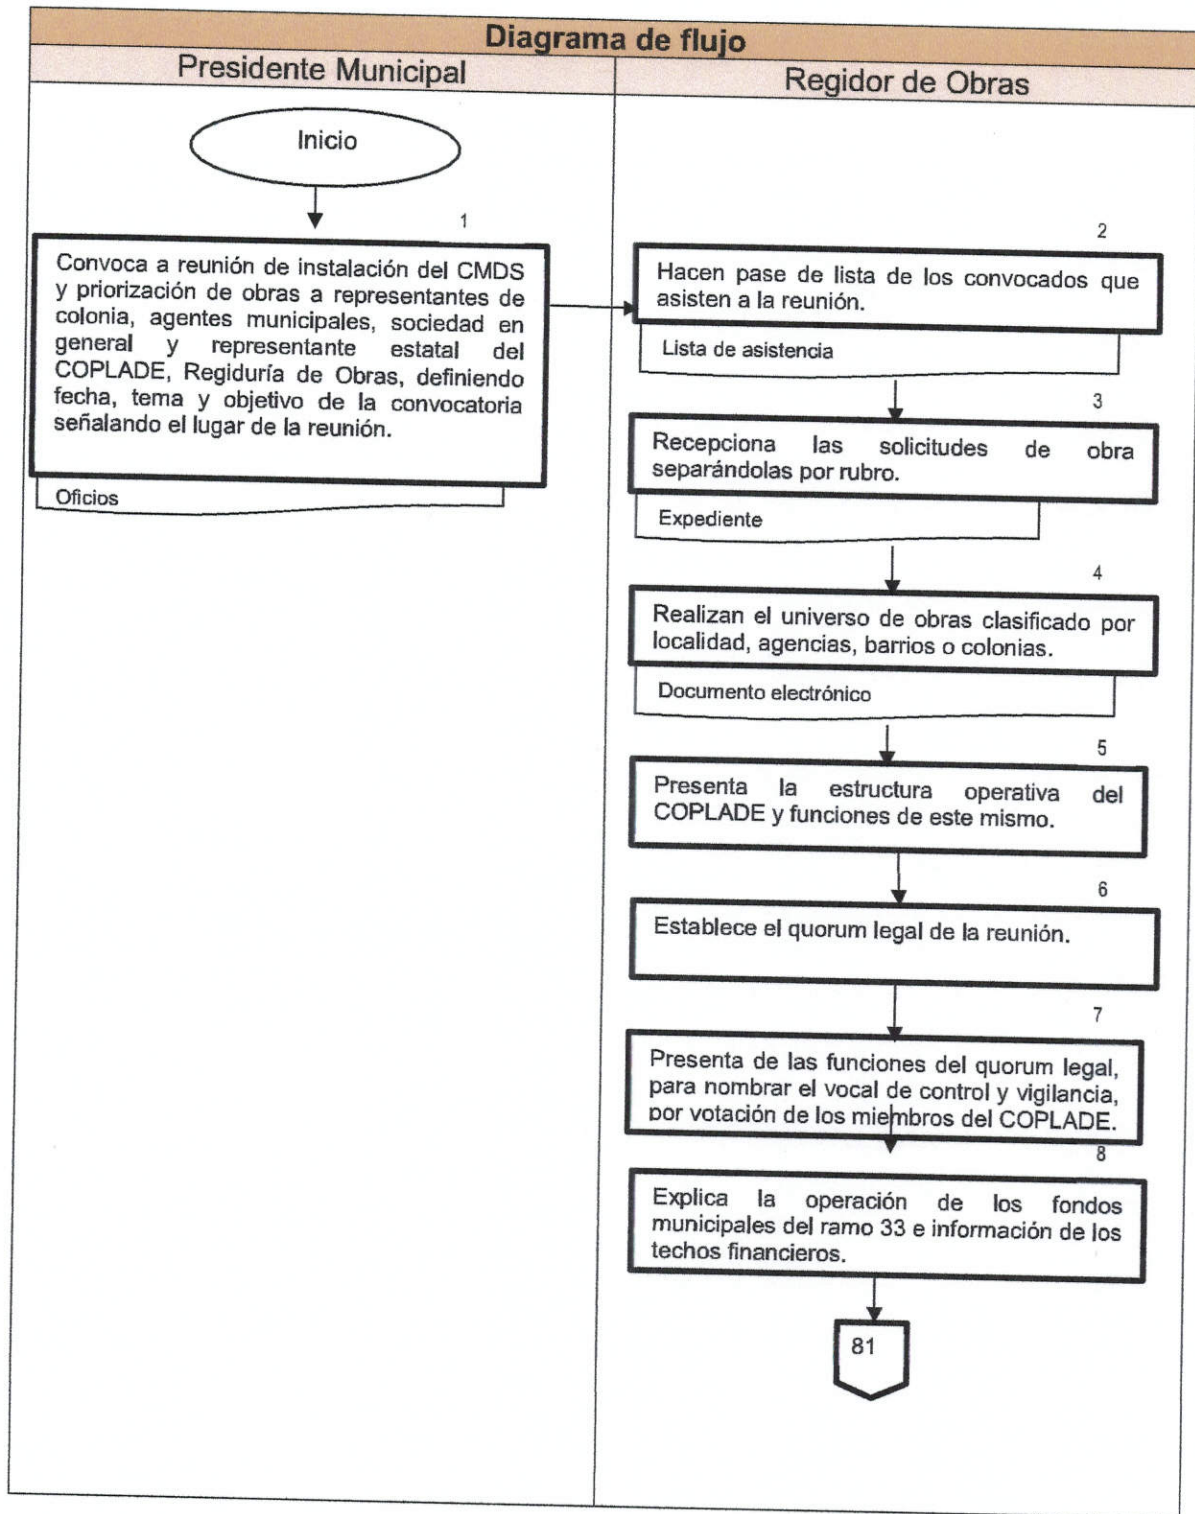 Diagrama de flujo
Presidente Municipal
Regidor de Obras
Inicio
1
Convoca a reunión de instalación del CMDS
y priorización de obras a representantes de
colonia, agentes municipales, sociedad en
general y representante estatal del
COPLADE, Regiduría de Obras, definiendo
fecha, tema y objetivo de la convocatoria
señalando el lugar de la reunión.
Oficios
2
Hacen pase de lista de los convocados que
asisten a la reunión.
Lista de asistencia
3
Recepciona las solicitudes de obra
separándolas por rubro.
Expediente
4
Realizan el universo de obras clasificado por
localidad, agencias, barrios o colonias.
Documento electrónico
5
Presenta la estructura operativa del
COPLADE y funciones de este mismo.
6
Establece el quorum legal de la reunión.
7
Presenta de las funciones del quorum legal,
para nombrar el vocal de control y vigilancia,
por votación de los miembros del COPLADE.
8
Explica la operación de los fondos
municipales del ramo 33 e información de los
techos financieros.
81